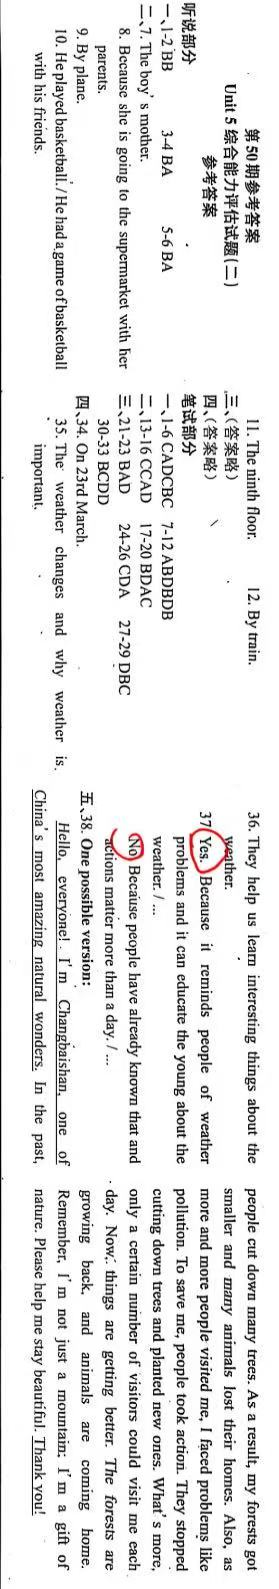 第50期参考答案
Unit 5 综合能力评估试题(二)
参考答案
听说部分
一、1-2 BB 3-4 BA 5-6 BA
二、7. The boy's mother.
8. Because she is going to the supermarket with her
parents.
9. By plane.
10. He played basketball. / He had a game of basketball
with his friends.
11. The ninth floor. 12. By train.
三、(答案略)
四、(答案略)
笔试部分
一、1-6 CADCBC 7-12 ABDBDB
二、13-16 CCAD 17-20 BDAC
三、21-23 BAD 24-26 CDA 27-29 DBC
30-33 BCDD
四、34. On 23rd March.
35. The weather changes and why weather is
important.
36. They help us learn interesting things about the
weather.
37. Yes. Because it reminds people of weather
problems and it can educate the young about the
weather. / ...
No. Because people have already known that and
actions matter more than a day. / ...
五、38. One possible version:
Hello, everyone! I'm Changbaishan, one of
China's most amazing natural wonders. In the past,
people cut down many trees. As a result, my forests got
smaller and many animals lost their homes. Also, as
more and more people visited me, I faced problems like
pollution. To save me, people took action. They stopped
cutting down trees and planted new ones. What's more,
only a certain number of visitors could visit me each
day. Now, things are getting better. The forests are
growing back, and animals are coming home.
Remember, I'm not just a mountain; I'm a gift of
nature. Please help me stay beautiful. Thank you!